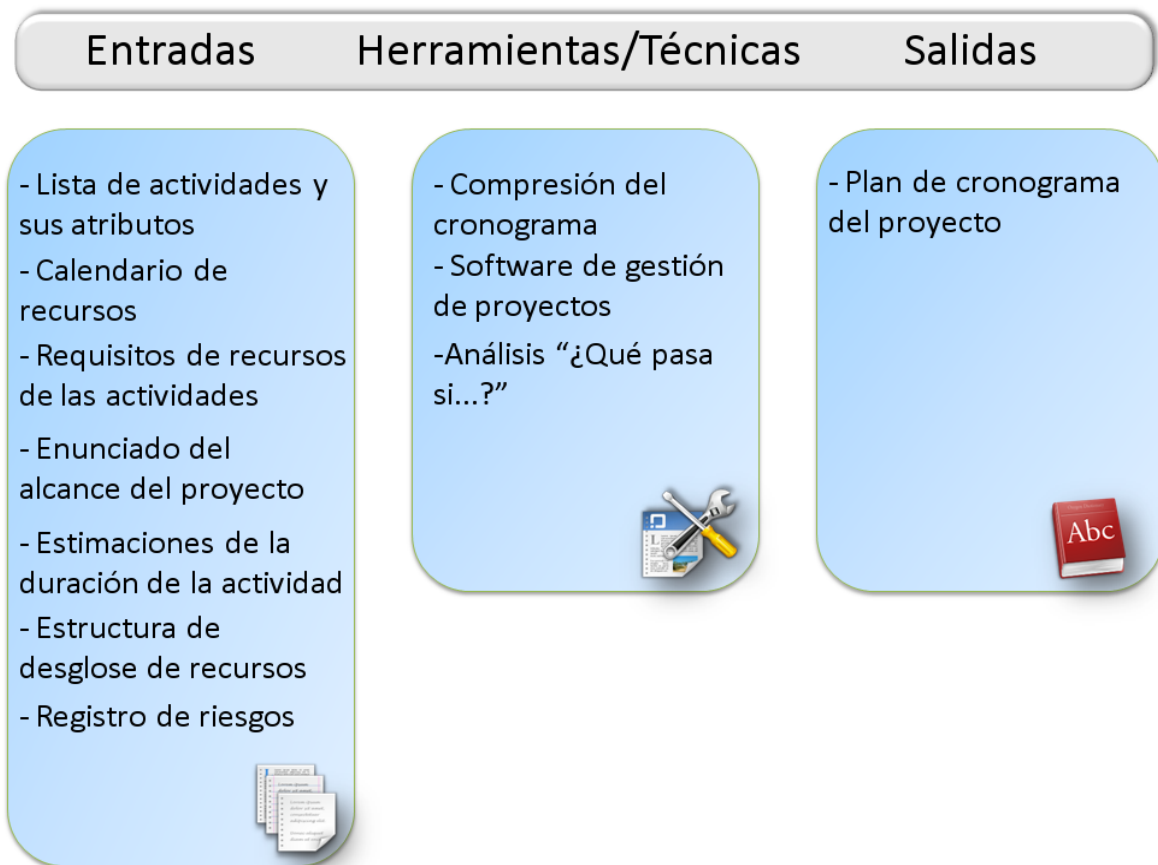 Entradas Herramientas/Técnicas Salidas
- Lista de actividades y
sus atributos
- Calendario de
recursos
- Requisitos de recursos
de las actividades
- Enunciado del
alcance del proyecto
- Estimaciones de la
duración de la actividad
- Estructura de
desglose de recursos
- Registro de riesgos
- Compresión del
cronograma
- Software de gestión
de proyectos
-Análisis “¿Qué pasa
si...?”
- Plan de cronograma
del proyecto
Abc